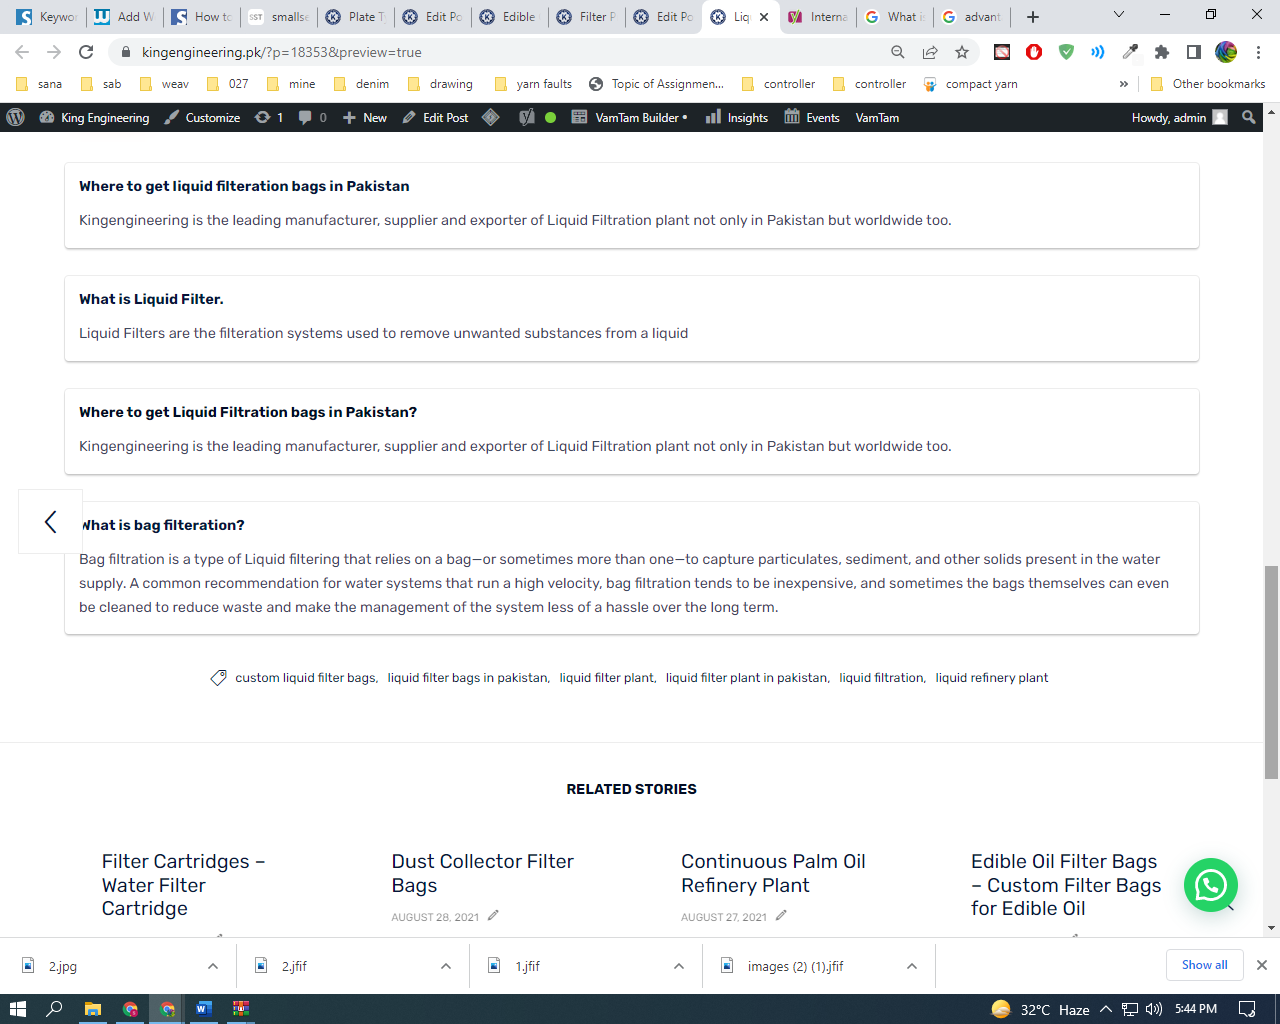 Keywor
Add W
How to
SST smallse
Plate T
Edit Po
Edible
Filter P
Edit Po
Liq
Interna
What is
advant
kingengineering.pk/?p=18353&preview=true
sana sab weav 027 mine denim drawing yarn faults Topic of Assignmen... controller controller compact yarn » Other bookmarks
King Engineering Customize 1 0 New Edit Post VamTam Builder Insights Events VamTam Howdy, admin
Where to get liquid filteration bags in Pakistan
Kingengineering is the leading manufacturer, supplier and exporter of Liquid Filtration plant not only in Pakistan but worldwide too.
What is Liquid Filter.
Liquid Filters are the filteration systems used to remove unwanted substances from a liquid
Where to get Liquid Filtration bags in Pakistan?
Kingengineering is the leading manufacturer, supplier and exporter of Liquid Filtration plant not only in Pakistan but worldwide too.
What is bag filteration?
Bag filtration is a type of Liquid filtering that relies on a bag—or sometimes more than one—to capture particulates, sediment, and other solids present in the water
supply. A common recommendation for water systems that run a high velocity, bag filtration tends to be inexpensive, and sometimes the bags themselves can even
be cleaned to reduce waste and make the management of the system less of a hassle over the long term.
custom liquid filter bags, liquid filter bags in pakistan, liquid filter plant, liquid filter plant in pakistan, liquid filtration, liquid refinery plant
RELATED STORIES
Filter Cartridges –
Water Filter
Cartridge
Dust Collector Filter
Bags
AUGUST 28, 2021
Continuous Palm Oil
Refinery Plant
AUGUST 27, 2021
Edible Oil Filter Bags
– Custom Filter Bags
for Edible Oil
2.jpg 2.jfif 1.jfif images (2) (1).jfif Show all
32°C Haze 5:44 PM